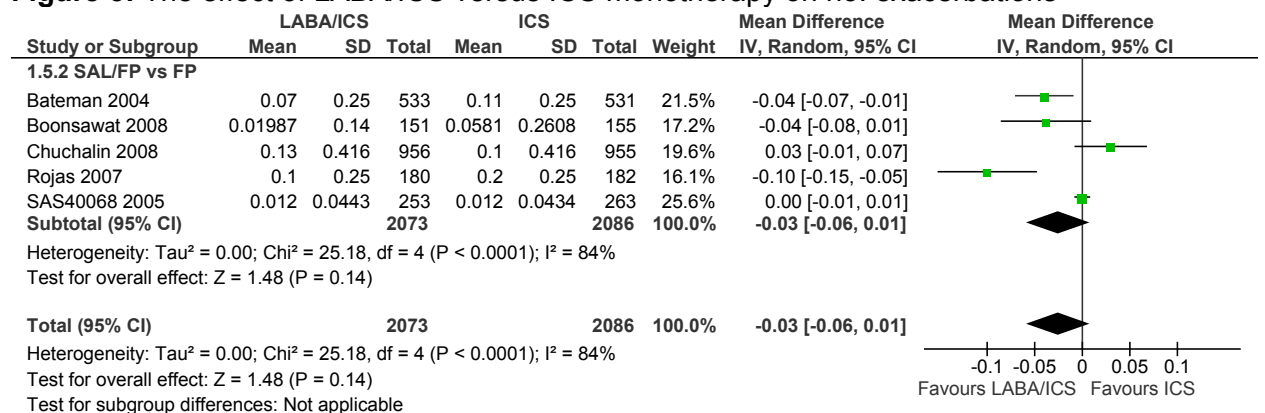 Figure 3: The effect of LABA/ICS versus ICS monotherapy on no. exacerbations
LABA/ICS ICS Mean Difference Mean Difference
Study or Subgroup Mean SD Total Mean SD Total Weight IV, Random, 95% CI IV, Random, 95% CI
1.5.2 SAL/FP vs FP
Bateman 2004 0.07 0.25 533 0.11 0.25 531 21.5% -0.04 [-0.07, -0.01]
Boonsawat 2008 0.01987 0.14 151 0.0581 0.2608 155 17.2% -0.04 [-0.08, 0.01]
Chuchalin 2008 0.13 0.416 956 0.1 0.416 955 19.6% 0.03 [-0.01, 0.07]
Rojas 2007 0.1 0.25 180 0.2 0.25 182 16.1% -0.10 [-0.15, -0.05]
SAS40068 2005 0.012 0.0443 253 0.012 0.0434 263 25.6% 0.00 [-0.01, 0.01]
Subtotal (95% CI) 2073 2086 100.0% -0.03 [-0.06, 0.01]
Heterogeneity: Tau² = 0.00; Chi² = 25.18, df = 4 (P < 0.0001); I² = 84%
Test for overall effect: Z = 1.48 (P = 0.14)
Total (95% CI) 2073 2086 100.0% -0.03 [-0.06, 0.01]
Heterogeneity: Tau² = 0.00; Chi² = 25.18, df = 4 (P < 0.0001); I² = 84%
Test for overall effect: Z = 1.48 (P = 0.14)
Test for subgroup differences: Not applicable
-0.1 -0.05 0 0.05 0.1
Favours LABA/ICS Favours ICS